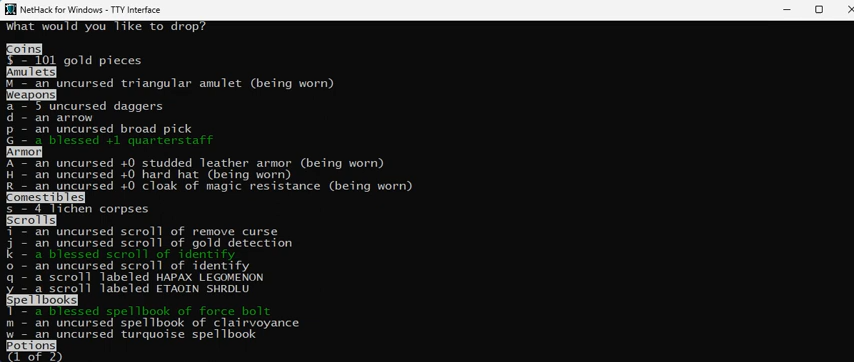 NetHack for Windows - TTY Interface
What would you like to drop?
Coins
$ - 101 gold pieces
Amulets
M - an uncursed triangular amulet (being worn)
Weapons
a - 5 uncursed daggers
d - an arrow
p - an uncursed broad pick
G - a blessed +1 quarterstaff
Armor
A - an uncursed +0 studded leather armor (being worn)
H - an uncursed +0 hard hat (being worn)
R - an uncursed +0 cloak of magic resistance (being worn)
Comestibles
s - 4 lichen corpses
Scrolls
i - an uncursed scroll of remove curse
j - an uncursed scroll of gold detection
k - a blessed scroll of identify
o - an uncursed scroll of identify
q - a scroll labeled HAPAX LEGOMENON
y - a scroll labeled ETAOIN SHRDLU
Spellbooks
l - a blessed spellbook of force bolt
m - an uncursed spellbook of clairvoyance
w - an uncursed turquoise spellbook
Potions
(1 of 2)